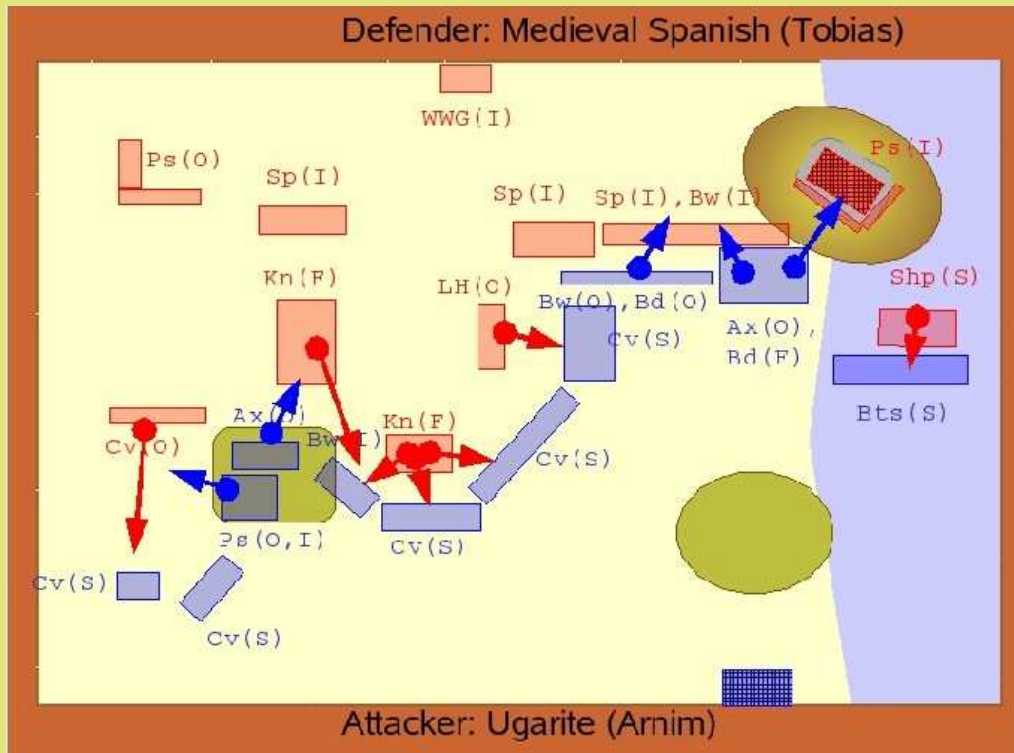 Defender: Medieval Spanish (Tobias)
WWG(I)
Ps(O)
Ps(I)
Sp(I)
Sp(I)
Sp(I),Bw(I)
Kn(F)
LH(C)
Shp(S)
Bw(O),Bd(O)
Cv(S)
Ax(O),
Bd(F)
Cv(O)
Ax(O)
Bw(I)
Kn(F)
Bts(S)
Cv(S)
Ps(O,I)
Cv(S)
Cv(S)
Cv(S)
Attacker: Ugarite (Arnim)